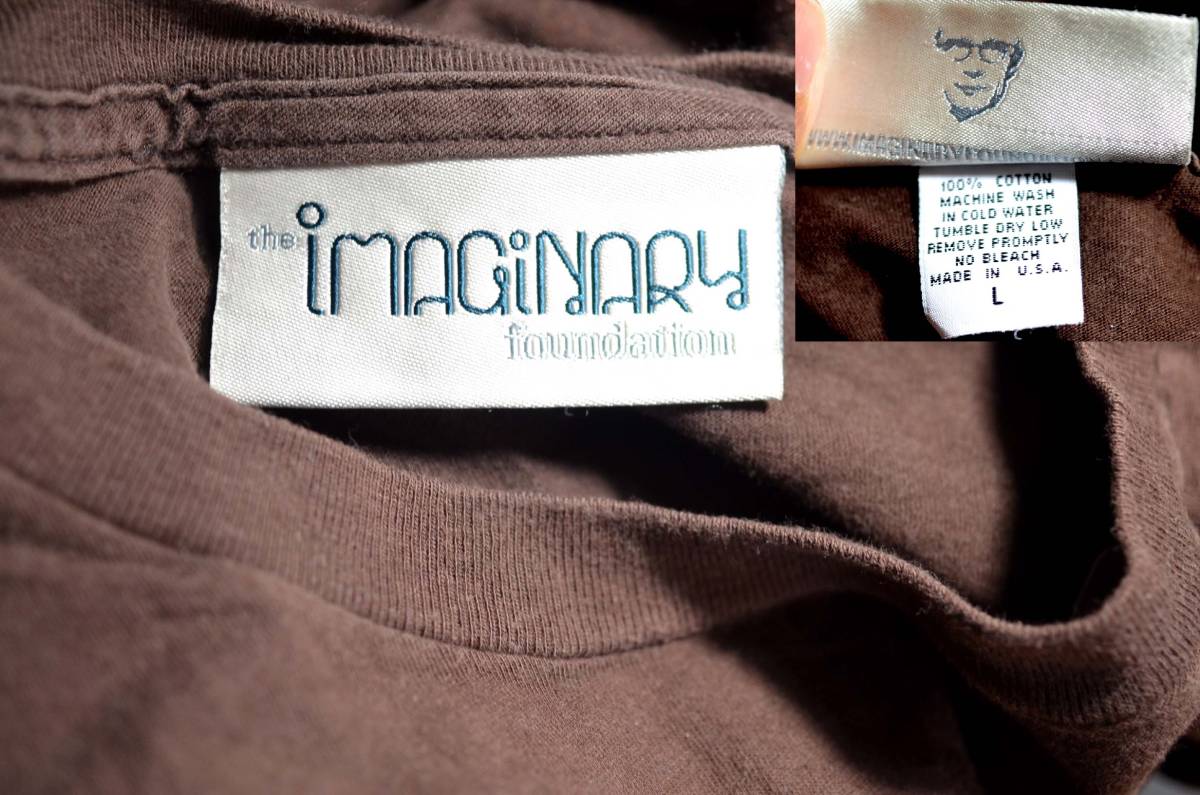 the iMAGiNARY
foundation
100% COTTON
MACHINE WASH
IN COLD WATER
TUMBLE DRY LOW
REMOVE PROMPTLY
NO BLEACH
MADE IN U.S.A.
L